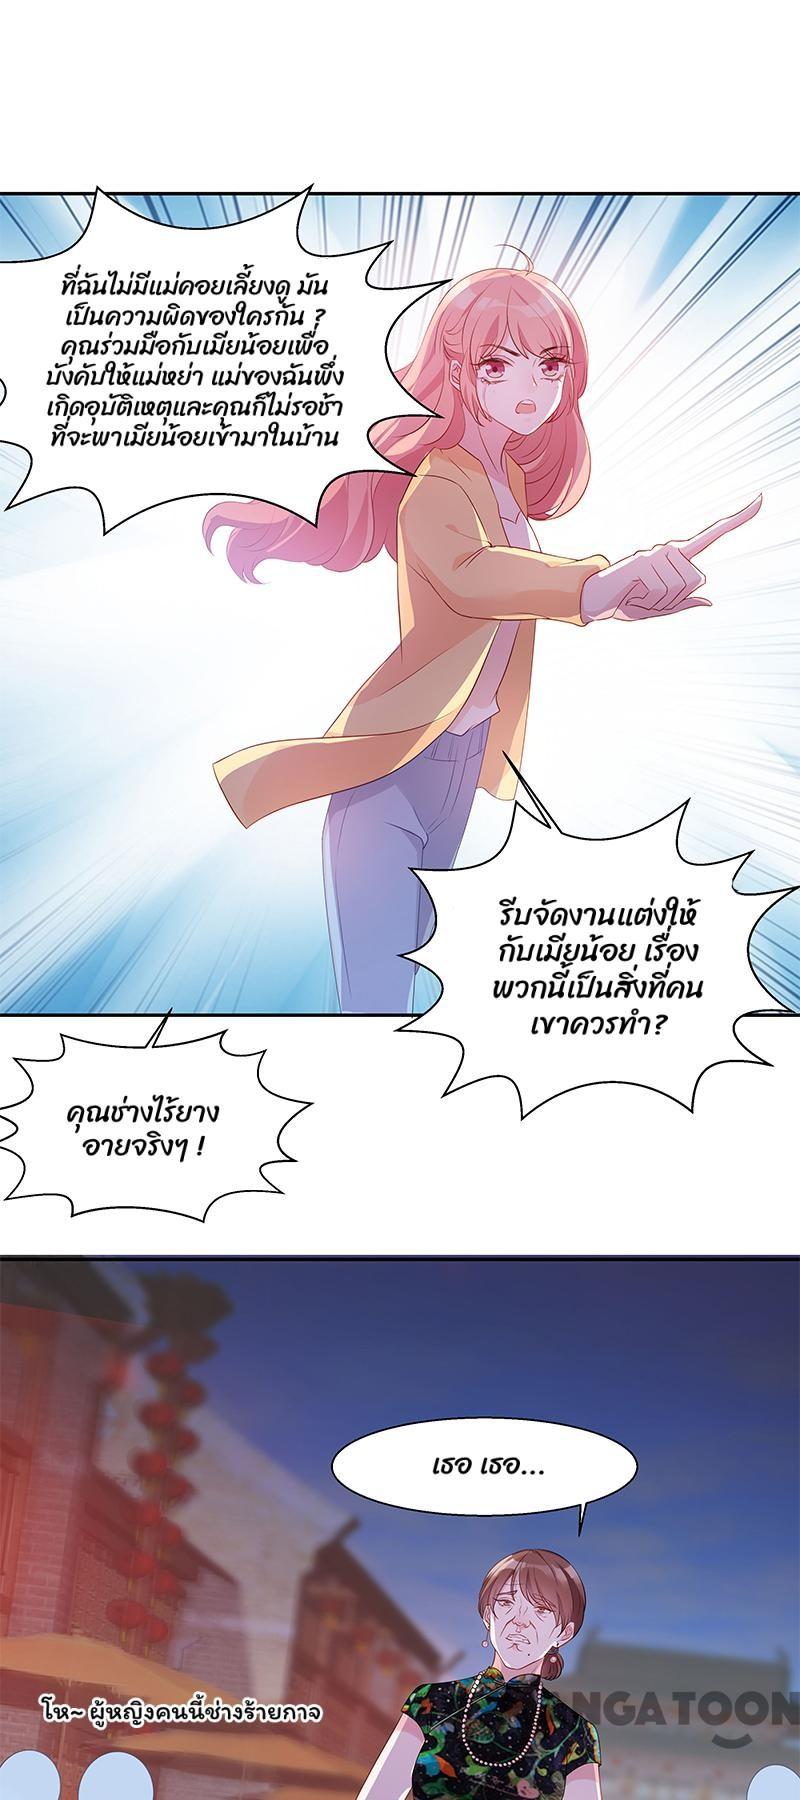 ที่ฉันไม่มีแม่คอยเลี้ยงดู มัน
เป็นความผิดของใครกัน ?
คุณร่วมมือกับเมียน้อยเพื่อ
บังคับให้แม่หย่า แม่ของฉันพึ่ง
เกิดอุบัติเหตุและคุณก็ไม่รอช้า
ที่จะพาเมียน้อยเข้ามาในบ้าน
รีบจัดงานแต่งให้
กับเมียน้อย เรื่อง
พวกนี้เป็นสิ่งที่คน
เขาควรทำ?
คุณช่างไร้ยาง
อายจริงๆ !
เธอ เธอ...
โห~ ผู้หญิงคนนี้ช่างร้ายกาจ
MANGATOON